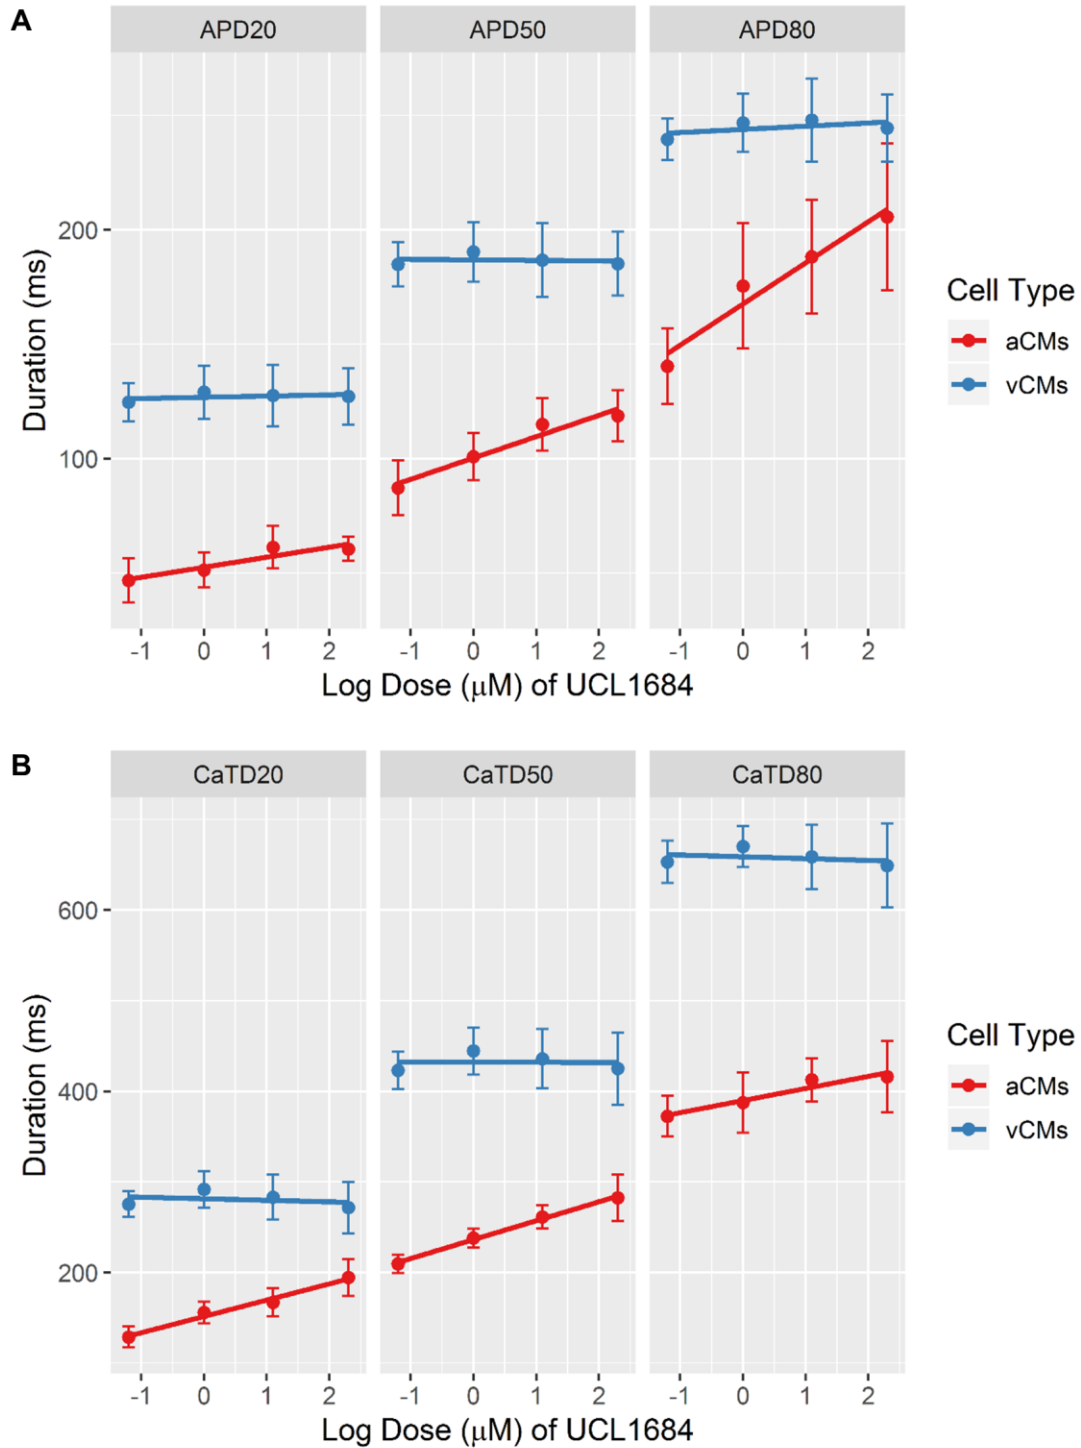 A
APD20 APD50 APD80
200
100
Duration (ms)
-1 0 1 2 -1 0 1 2 -1 0 1 2
Log Dose (μM) of UCL1684
Cell Type
aCMs
vCMs
B
CaTD20 CaTD50 CaTD80
600
400
200
Duration (ms)
-1 0 1 2 -1 0 1 2 -1 0 1 2
Log Dose (μM) of UCL1684
Cell Type
aCMs
vCMs